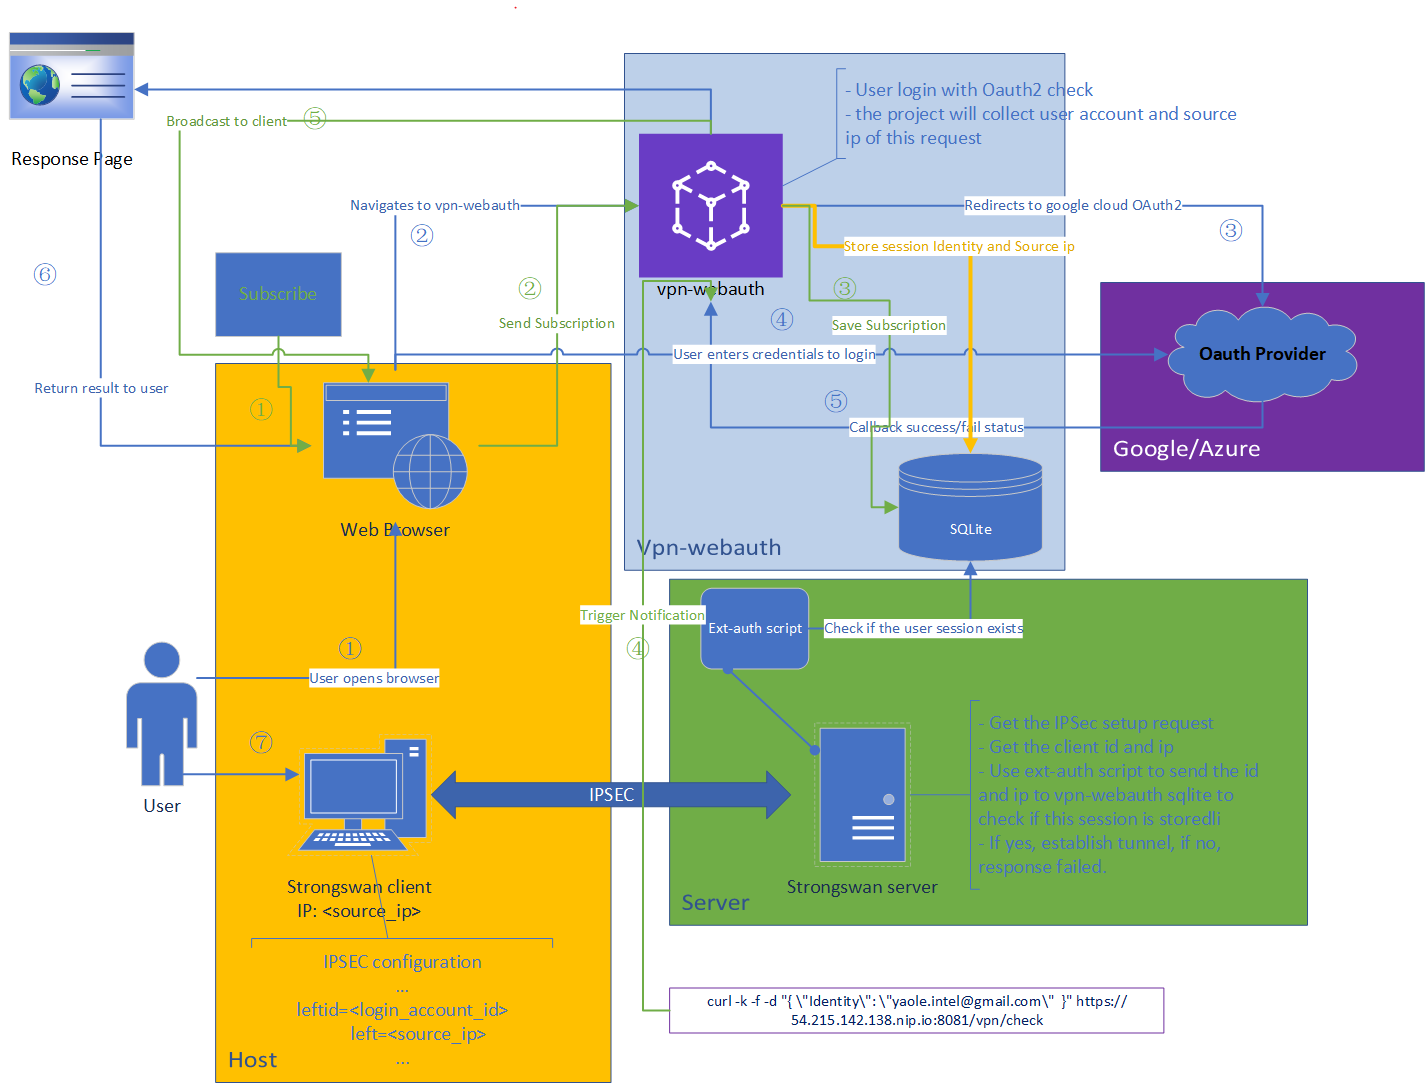 - User login with Oauth2 check
- the project will collect user account and source
ip of this request
Broadcast to client
⑤
Response Page
Navigates to vpn-webauth
②
Redirects to google cloud OAuth2
③
Store session Identity and Source ip
⑥
Subscribe
②
Send Subscription
vpn-webauth
③
④
Save Subscription
User enters credentials to login
Oauth Provider
Return result to user
①
⑤
Callback success/fail status
Google/Azure
Web Browser
SQLite
Vpn-webauth
Trigger Notification
④
Ext-auth script
Check if the user session exists
①
User opens browser
⑦
User
- Get the IPSec setup request
- Get the client id and ip
- Use ext-auth script to send the id
and ip to vpn-webauth sqlite to
check if this session is storedli
- If yes, establish tunnel, if no,
response failed.
IPSEC
Strongswan client
IP: <source_ip>
Strongswan server
Server
IPSEC configuration
...
leftid=<login_account_id>
left=<source_ip>
...
Host
curl -k -f -d "{ \"Identity\": \"yaole.intel@gmail.com\" }" https://
54.215.142.138.nip.io:8081/vpn/check